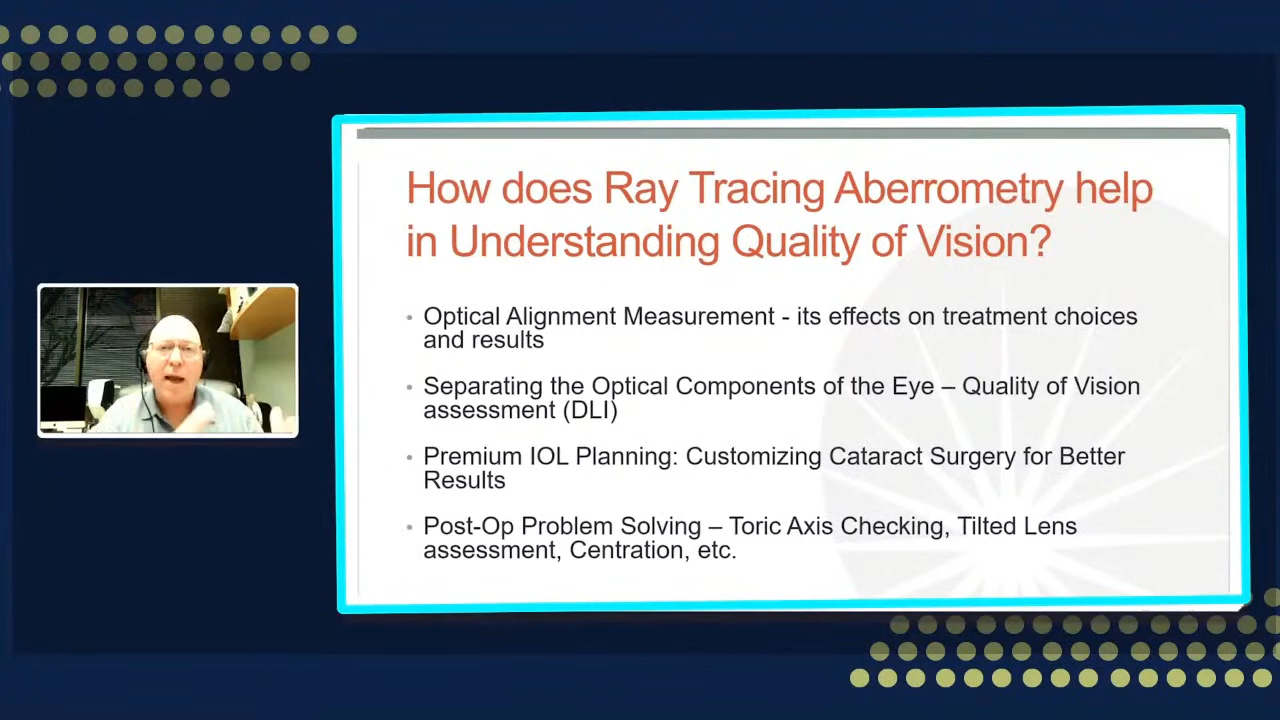 How does Ray Tracing Aberrometry help
in Understanding Quality of Vision?
• Optical Alignment Measurement - its effects on treatment choices
and results
• Separating the Optical Components of the Eye – Quality of Vision
assessment (DLI)
• Premium IOL Planning: Customizing Cataract Surgery for Better
Results
• Post-Op Problem Solving – Toric Axis Checking, Tilted Lens
assessment, Centration, etc.